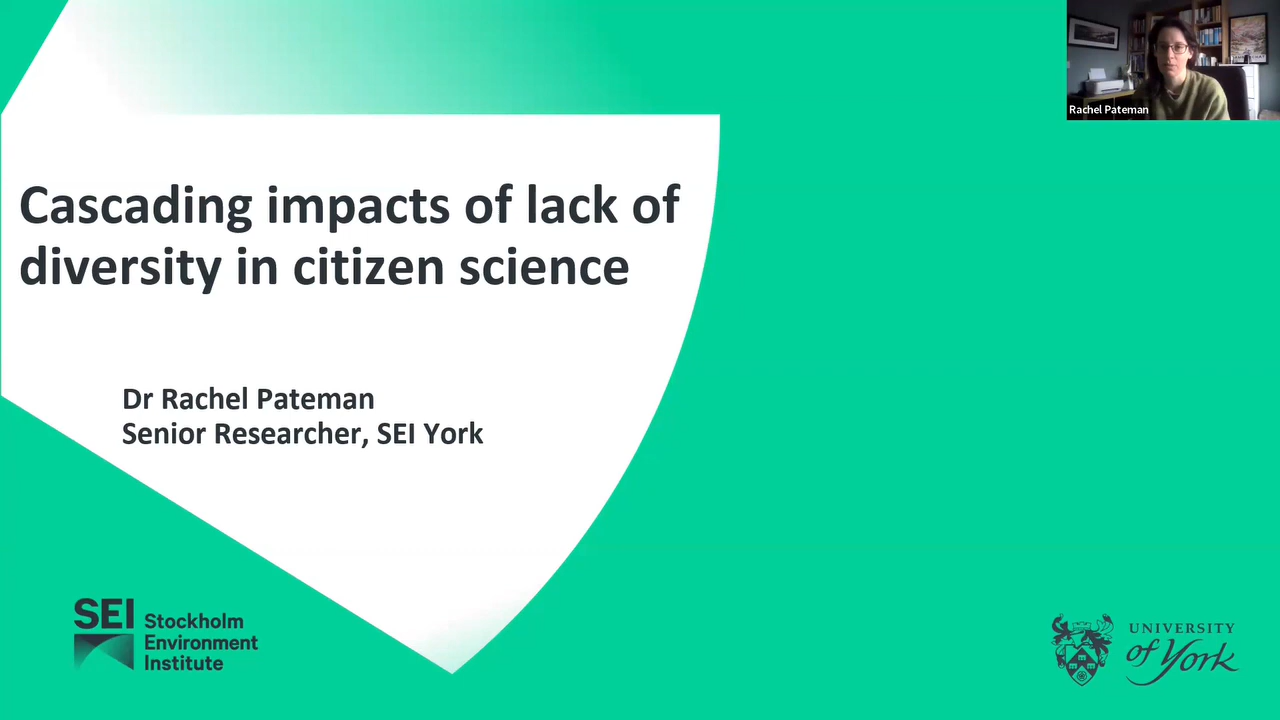 Rachel Pateman
Cascading impacts of lack of
diversity in citizen science
Dr Rachel Pateman
Senior Researcher, SEI York
SEI Stockholm
Environment
Institute
UNIVERSITY
of York